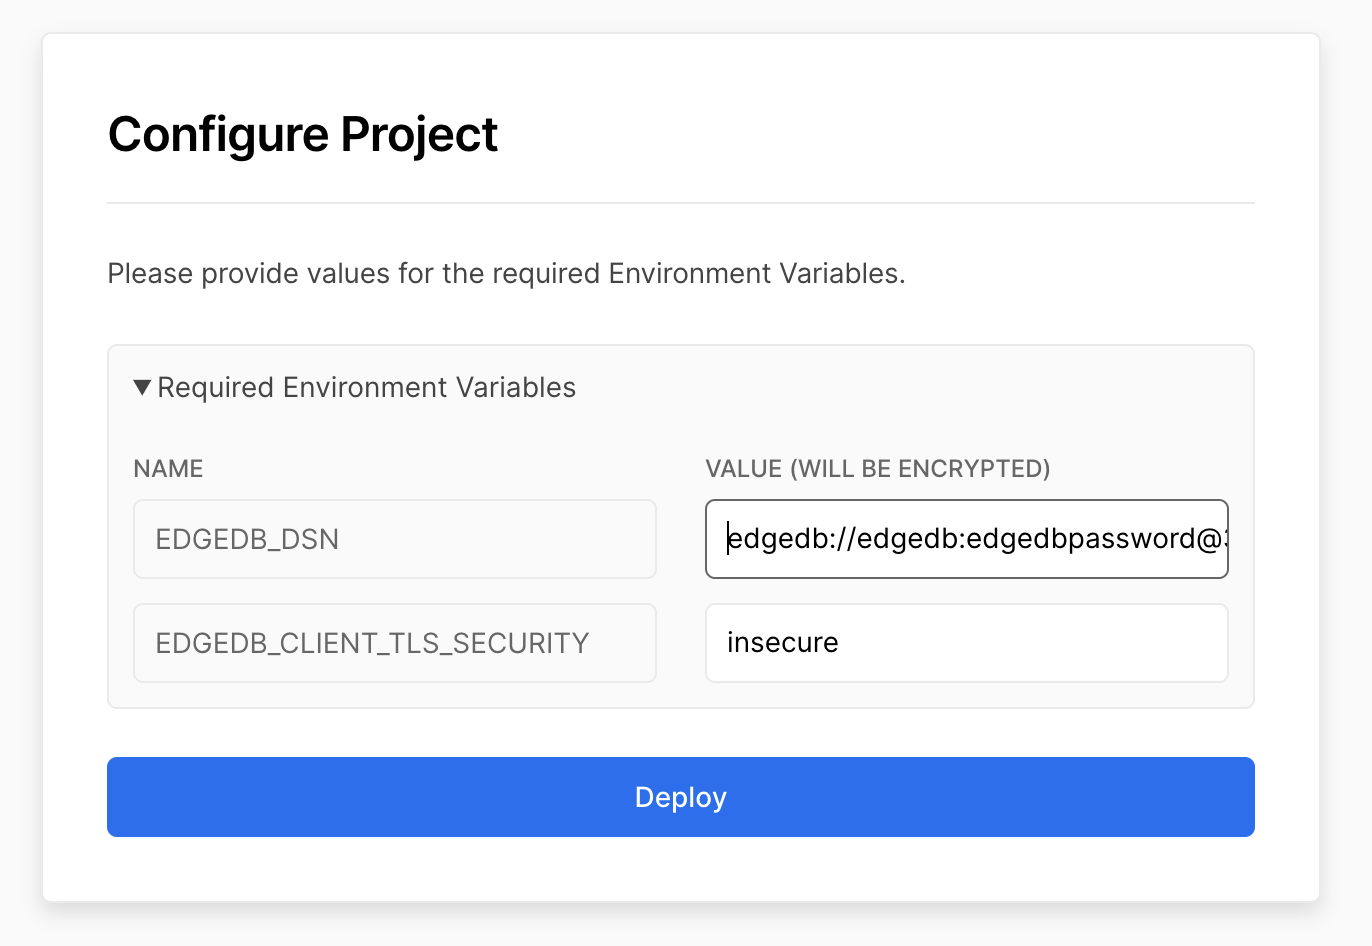 Configure Project
Please provide values for the required Environment Variables.
▼ Required Environment Variables
NAME
VALUE (WILL BE ENCRYPTED)
EDGEDB_DSN
edgedb://edgedb:edgedbpassword@
EDGEDB_CLIENT_TLS_SECURITY
insecure
Deploy